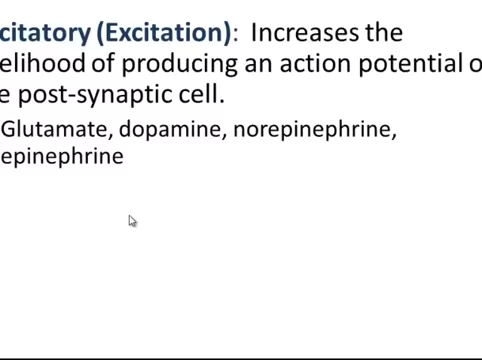 citatory (Excitation): Increases the
elihood of producing an action potential o
e post-synaptic cell.
Glutamate, dopamine, norepinephrine,
epinephrine